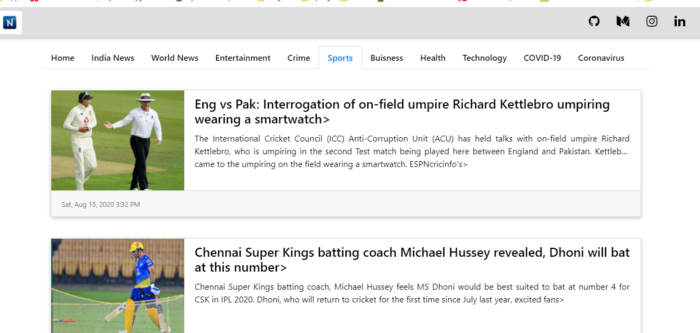 N
Home India News World News Entertainment Crime Sports Buisness Health Technology COVID-19 Coronavirus
Eng vs Pak: Interrogation of on-field umpire Richard Kettlebro umpiring
wearing a smartwatch>
The International Cricket Council (ICC) Anti-Corruption Unit (ACU) has held talks with on-field umpire Richard
Kettlebro, who is umpiring in the second Test match being played here between England and Pakistan. Kettleb...
came to the umpiring on the field wearing a smartwatch. ESPNcricinfo's>
Sat, Aug 15, 2020 3:32 PM
Chennai Super Kings batting coach Michael Hussey revealed, Dhoni will bat
at this number>
Chennai Super Kings batting coach, Michael Hussey feels MS Dhoni would be best suited to bat at number 4 for
CSK in IPL 2020. Dhoni, who will return to cricket for the first time since July last year, excited fans>